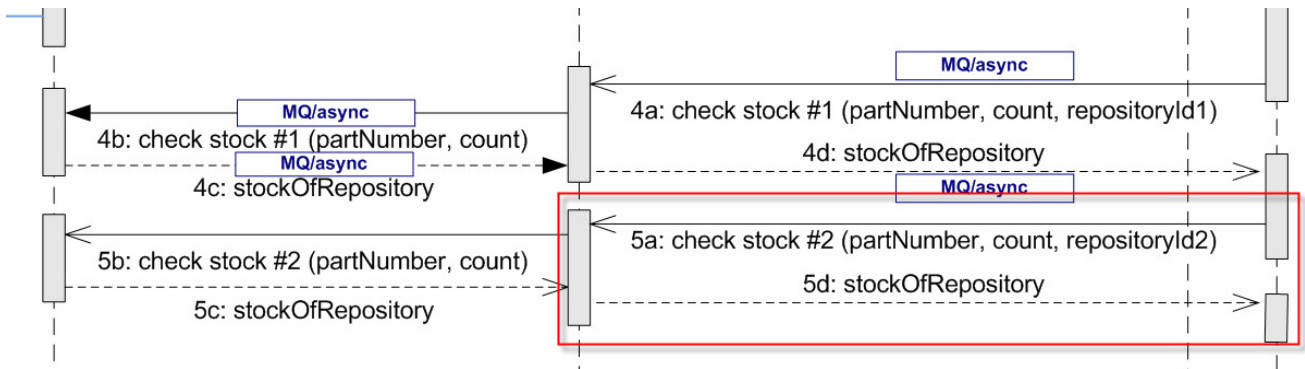 MQ/async
MQ/async
4a: check stock #1 (partNumber, count, repositoryId1)
4b: check stock #1 (partNumber, count)
4d: stockOfRepository
MQ/async
4c: stockOfRepository
MQ/async
5a: check stock #2 (partNumber, count, repositoryId2)
5b: check stock #2 (partNumber, count)
5d: stockOfRepository
5c: stockOfRepository